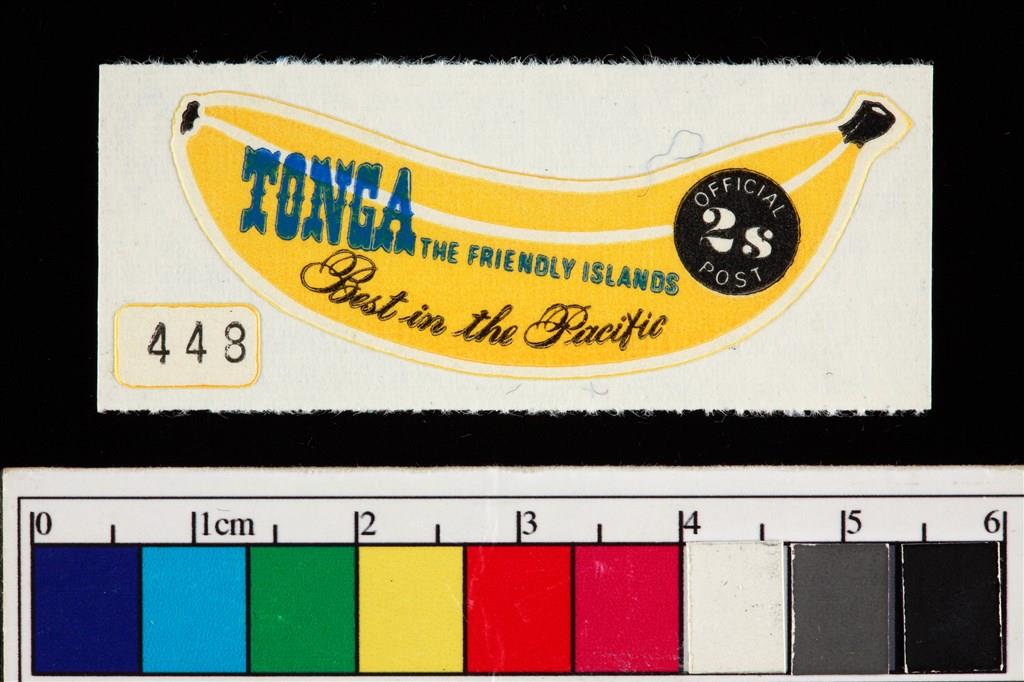 TONGA THE FRIENDLY ISLANDS
Best in the Pacific
OFFICIAL
2s
POST
448
0 1cm 2 3 4 5 6